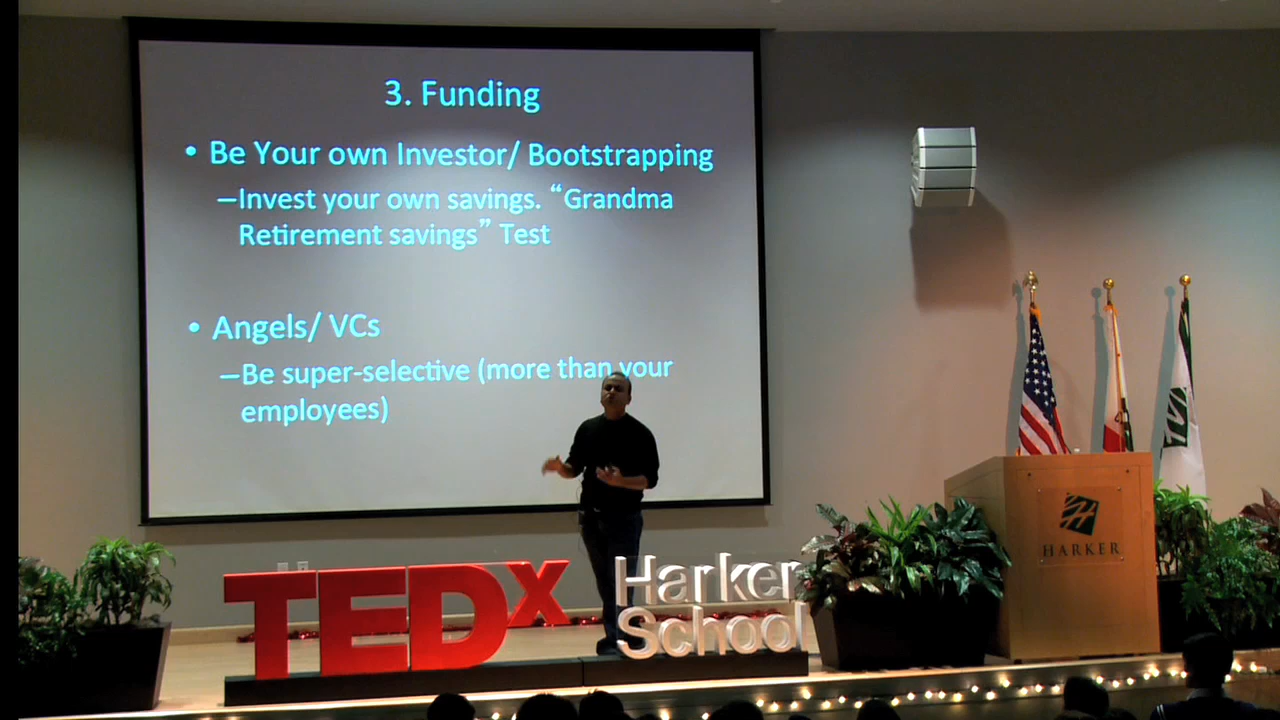 3. Funding
• Be Your own Investor/ Bootstrapping
–Invest your own savings. “Grandma
Retirement savings” Test
• Angels/ VCs
–Be super-selective (more than your
employees)
HARKER
TEDx
Harker
School